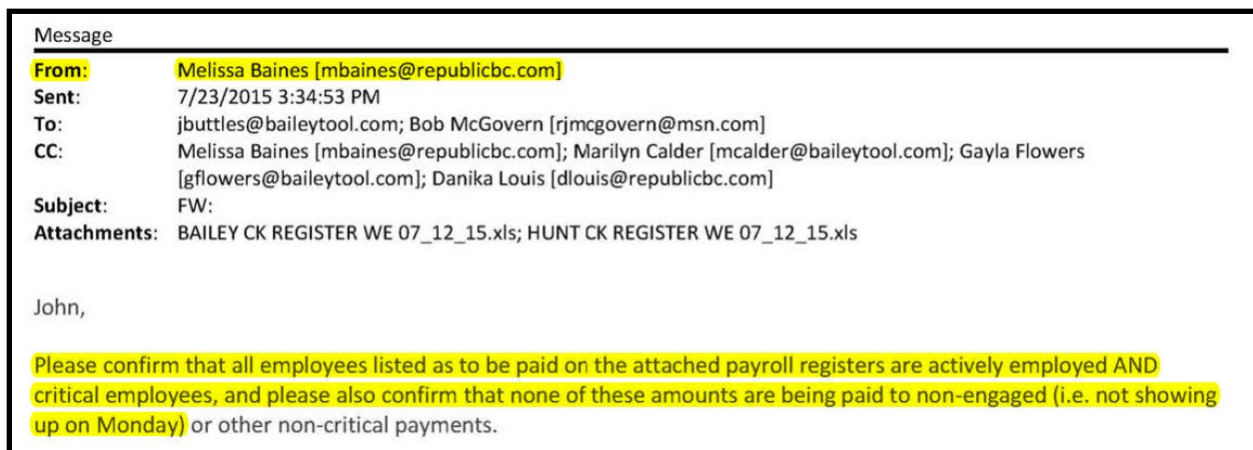 Message
From: Melissa Baines [mbaines@republicbc.com]
Sent: 7/23/2015 3:34:53 PM
To: jbuttles@baileytool.com; Bob McGovern [rjmcgovern@msn.com]
CC: Melissa Baines [mbaines@republicbc.com]; Marilyn Calder [mcalder@baileytool.com]; Gayla Flowers
[gflowers@baileytool.com]; Danika Louis [dlouis@republicbc.com]
Subject: FW:
Attachments: BAILEY CK REGISTER WE 07_12_15.xls; HUNT CK REGISTER WE 07_12_15.xls
John,
Please confirm that all employees listed as to be paid on the attached payroll registers are actively employed AND
critical employees, and please also confirm that none of these amounts are being paid to non-engaged (i.e. not showing
up on Monday) or other non-critical payments.